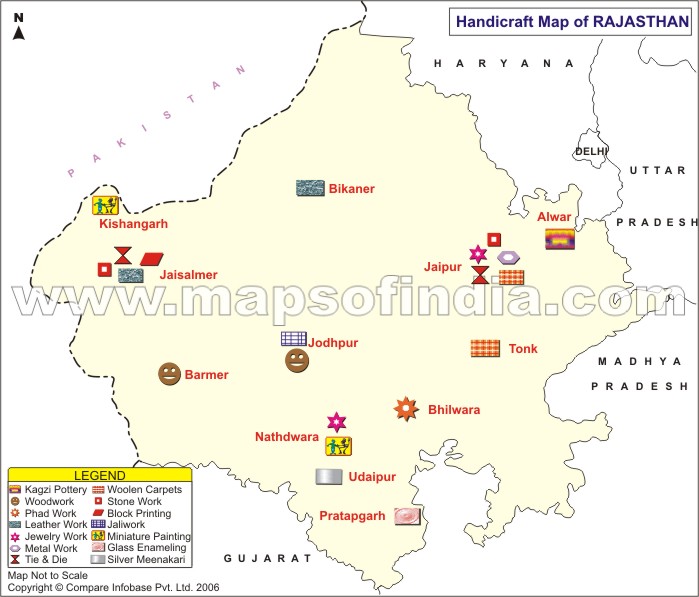 N
Handicraft Map of RAJASTHAN
HARYANA
PAKISTAN
DELHI
UTTAR
PRADESH
Bikaner
Kishangarh
Alwar
Jaipur
Jaisalmer
www.mapsofindia.com
Jodhpur
Tonk
Barmer
MADHYA
PRADESH
Bhilwara
Nathdwara
Udaipur
Pratapgarh
GUJARAT
LEGEND
Kagzi Pottery
Woolen Carpets
Woodwork
Stone Work
Phad Work
Block Printing
Leather Work
Jaliwork
Jewelry Work
Miniature Painting
Metal Work
Glass Enameling
Tie & Die
Silver Meenakari
Map Not to Scale
Copyright © Compare Infobase Pvt. Ltd. 2006